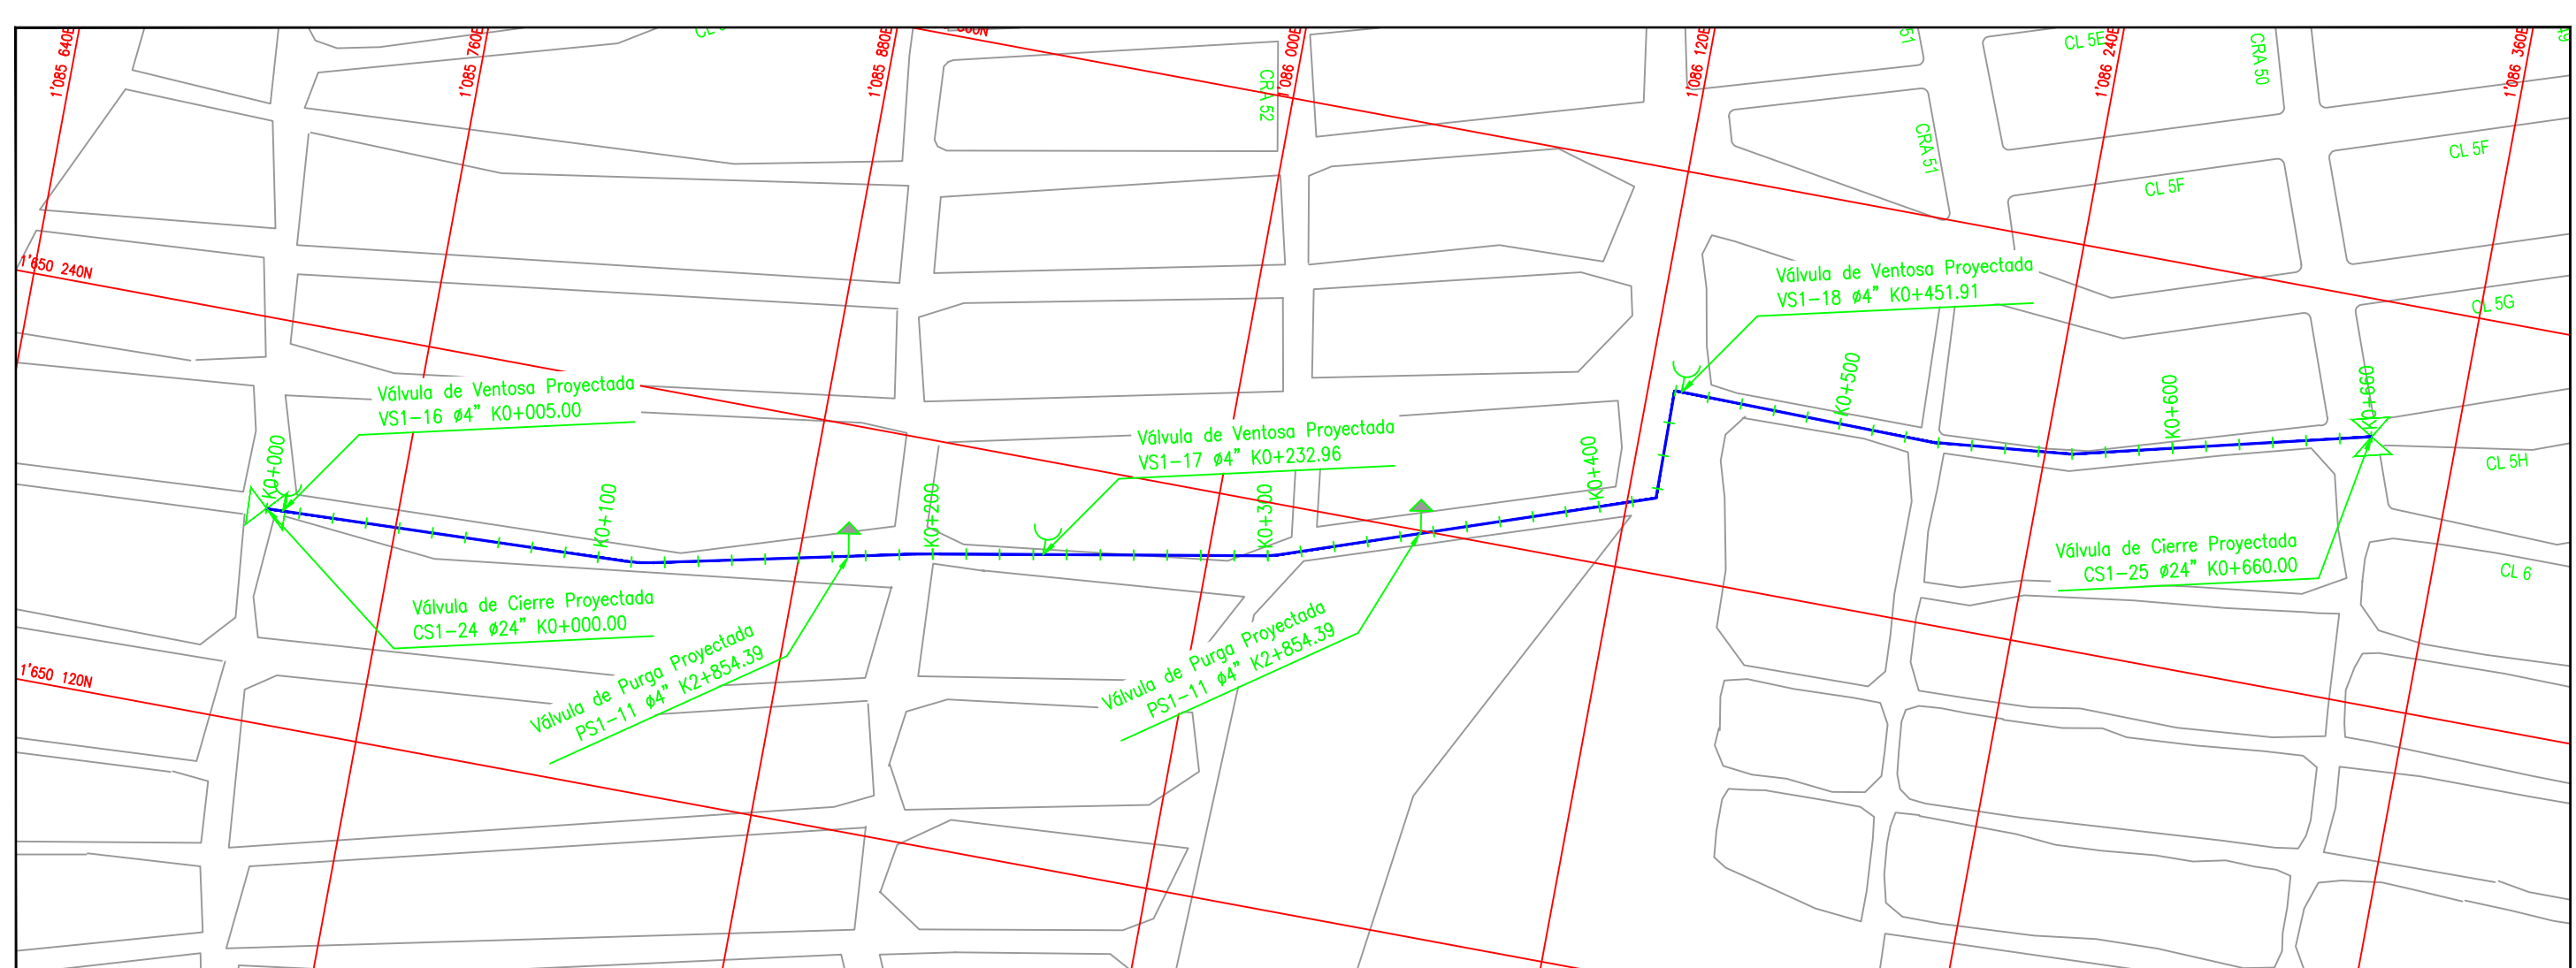 1'085 640E
1'085 760E
1'085 880E
1'086 000E
1'086 120E
1'086 240E
1'086 360E
CRA 52
51
CL 5E
CRA 50
49
CRA 51
CL 5F
CL 5F
1'650 240N
Válvula de Ventosa Proyectada
VS1-18 ø4" K0+451.91
CL 5G
Válvula de Ventosa Proyectada
VS1-16 ø4" K0+005.00
Válvula de Ventosa Proyectada
VS1-17 ø4" K0+232.96
K0+000
K0+100
K0+200
K0+300
K0+400
K0+500
K0+600
K0+660
CL 5H
Válvula de Cierre Proyectada
CS1-25 ø24" K0+660.00
CL 6
Válvula de Cierre Proyectada
CS1-24 ø24" K0+000.00
Válvula de Purga Proyectada
PS1-11 ø4" K2+854.39
Válvula de Purga Proyectada
PS1-11 ø4" K2+854.39
1'650 120N